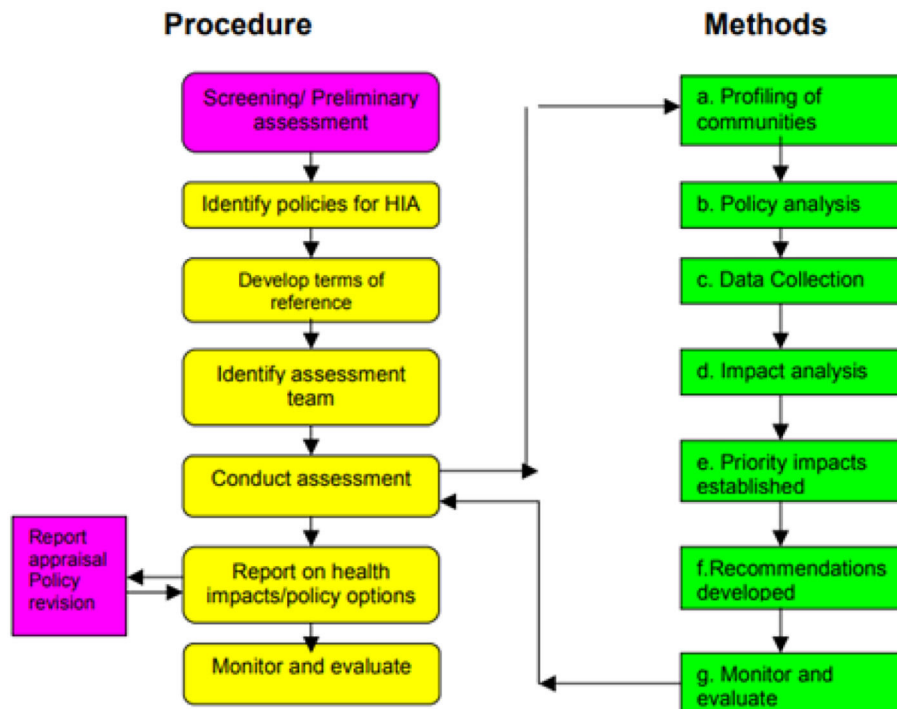 Procedure
Screening/ Preliminary
assessment
Identify policies for HIA
Develop terms of
reference
Identify assessment
team
Conduct assessment
Report
appraisal
Policy
revision
Report on health
impacts/policy options
Monitor and evaluate
Methods
a. Profiling of
communities
b. Policy analysis
c. Data Collection
d. Impact analysis
e. Priority impacts
established
f.Recommendations
developed
g. Monitor and
evaluate